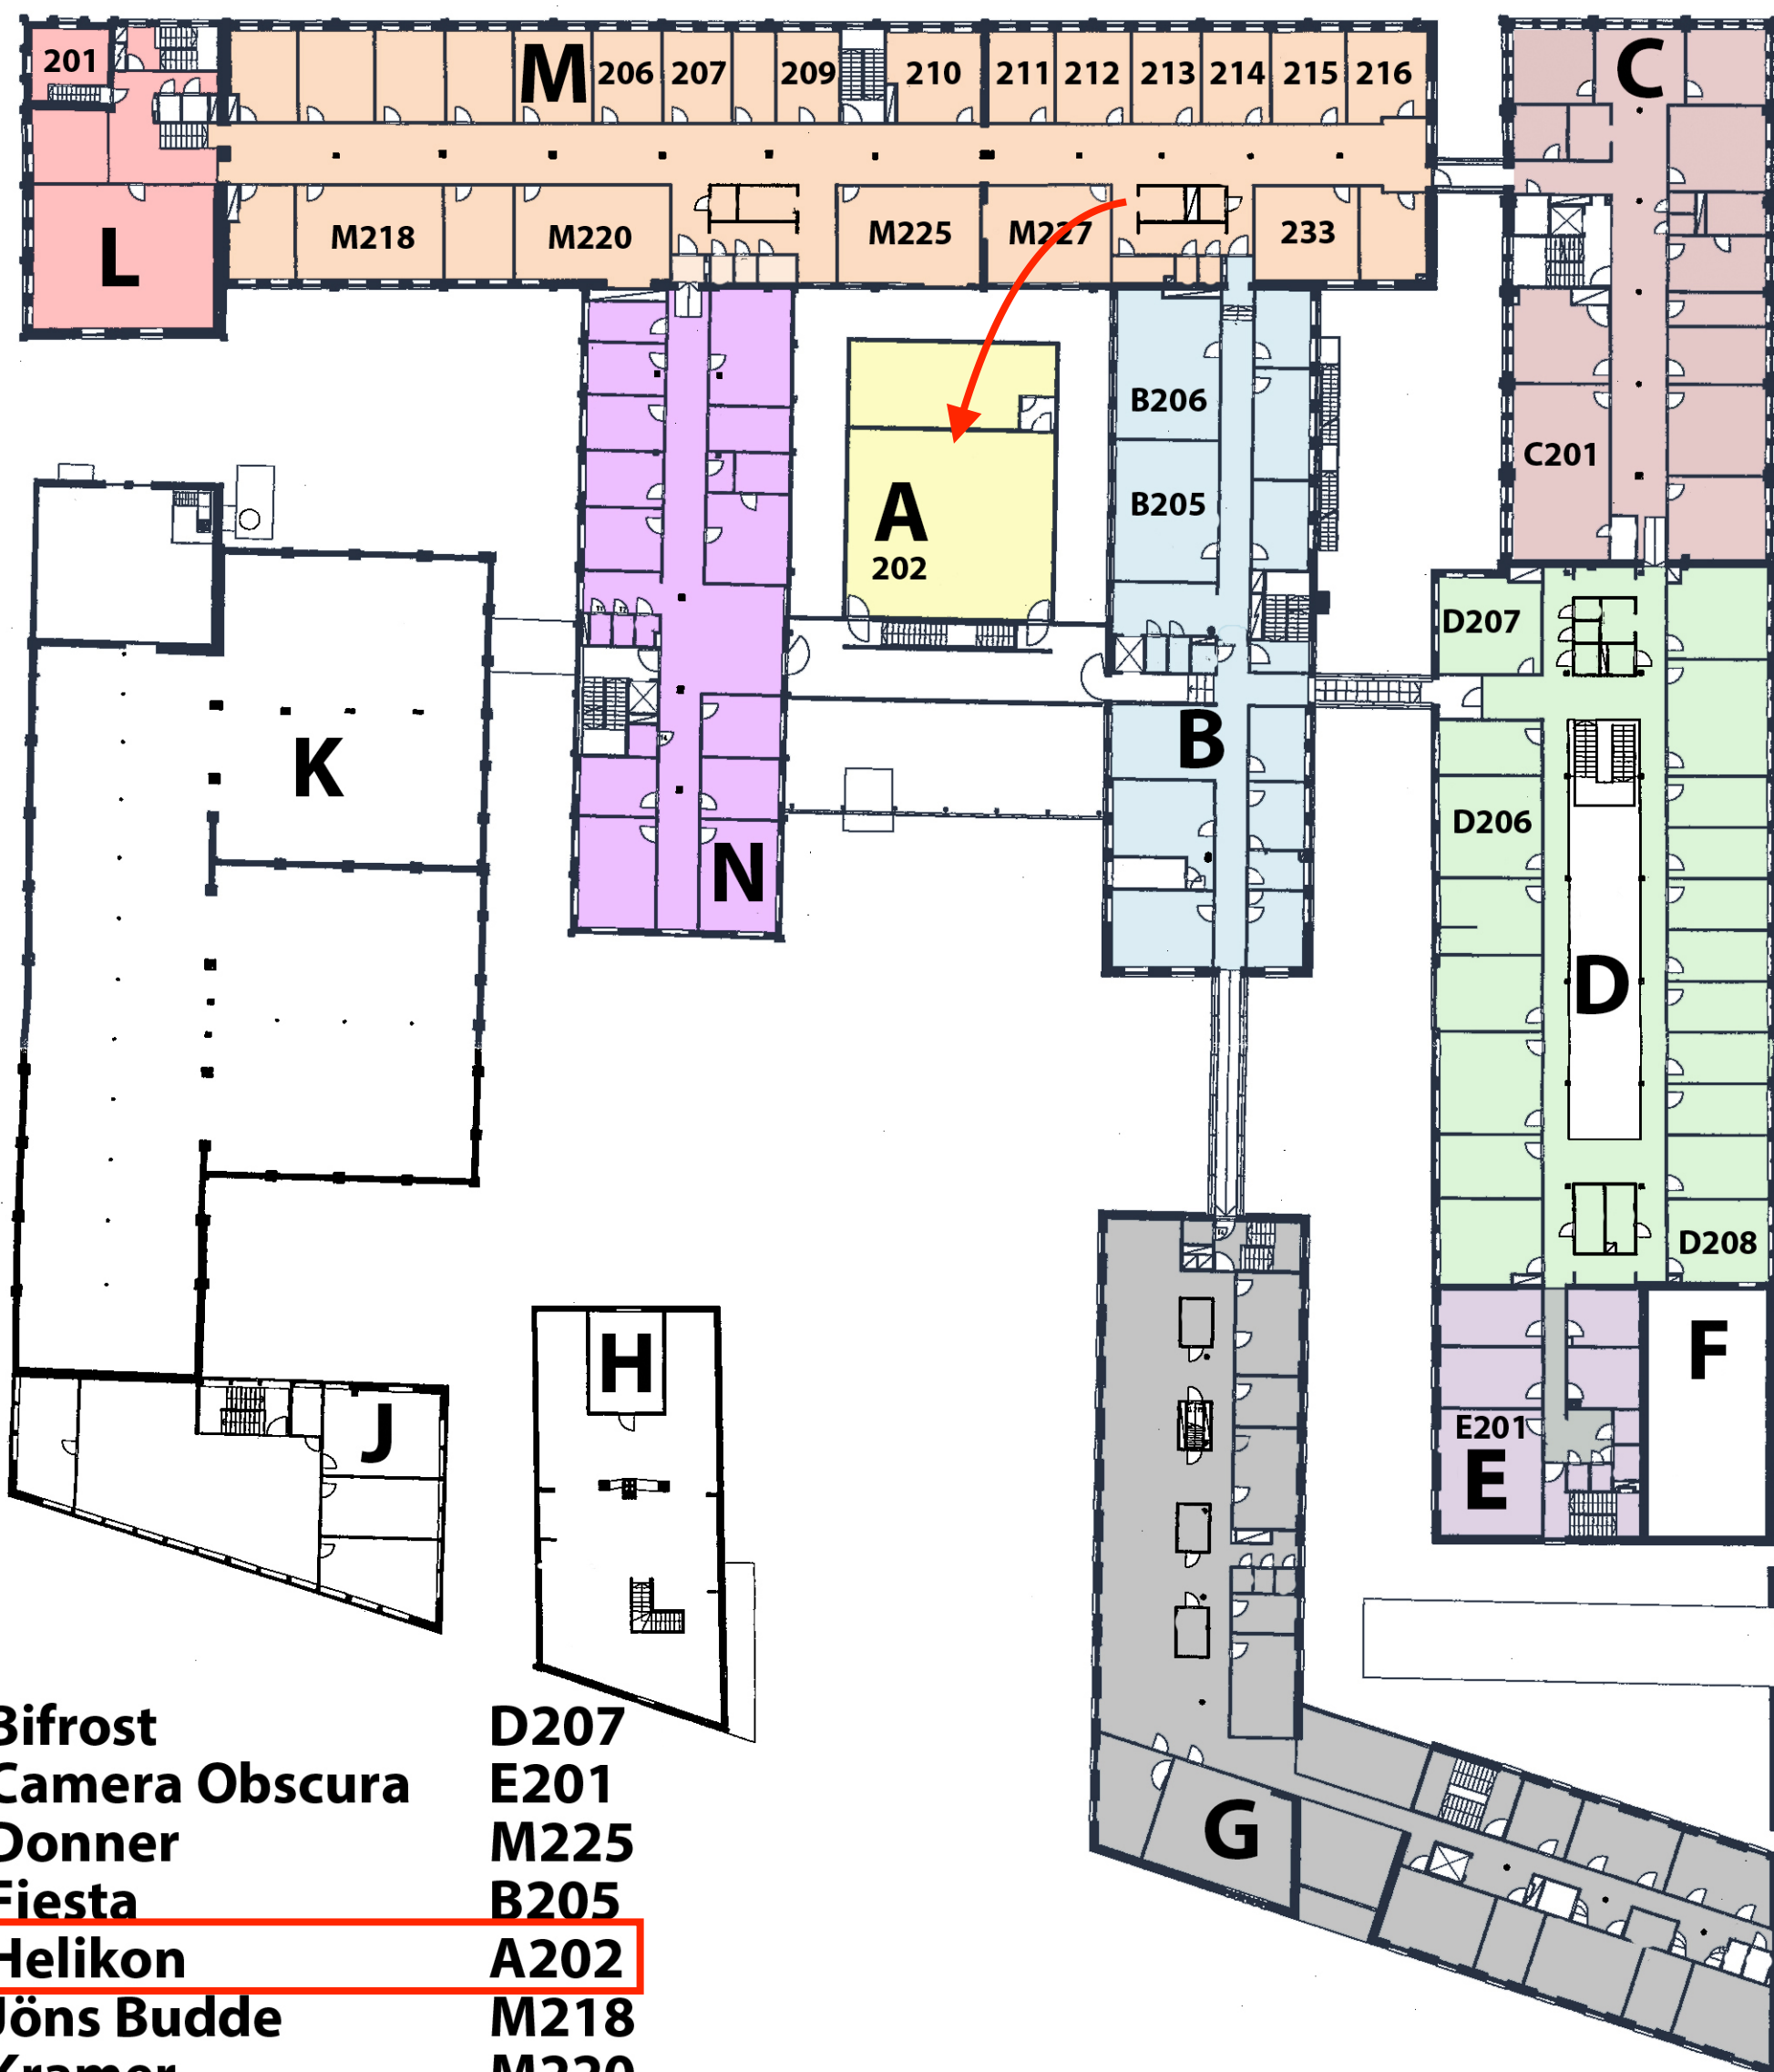 201
M
206
207
209
210
211
212
213
214
215
216
C
L
M218
M220
M225
M227
233
B206
C201
B205
A
202
D207
K
B
D206
N
D
D208
H
F
J
E201
E
G
Bifrost D207
Camera Obscura E201
Donner M225
Fiesta B205
Helikon A202
Jöns Budde M218
Kramer M220